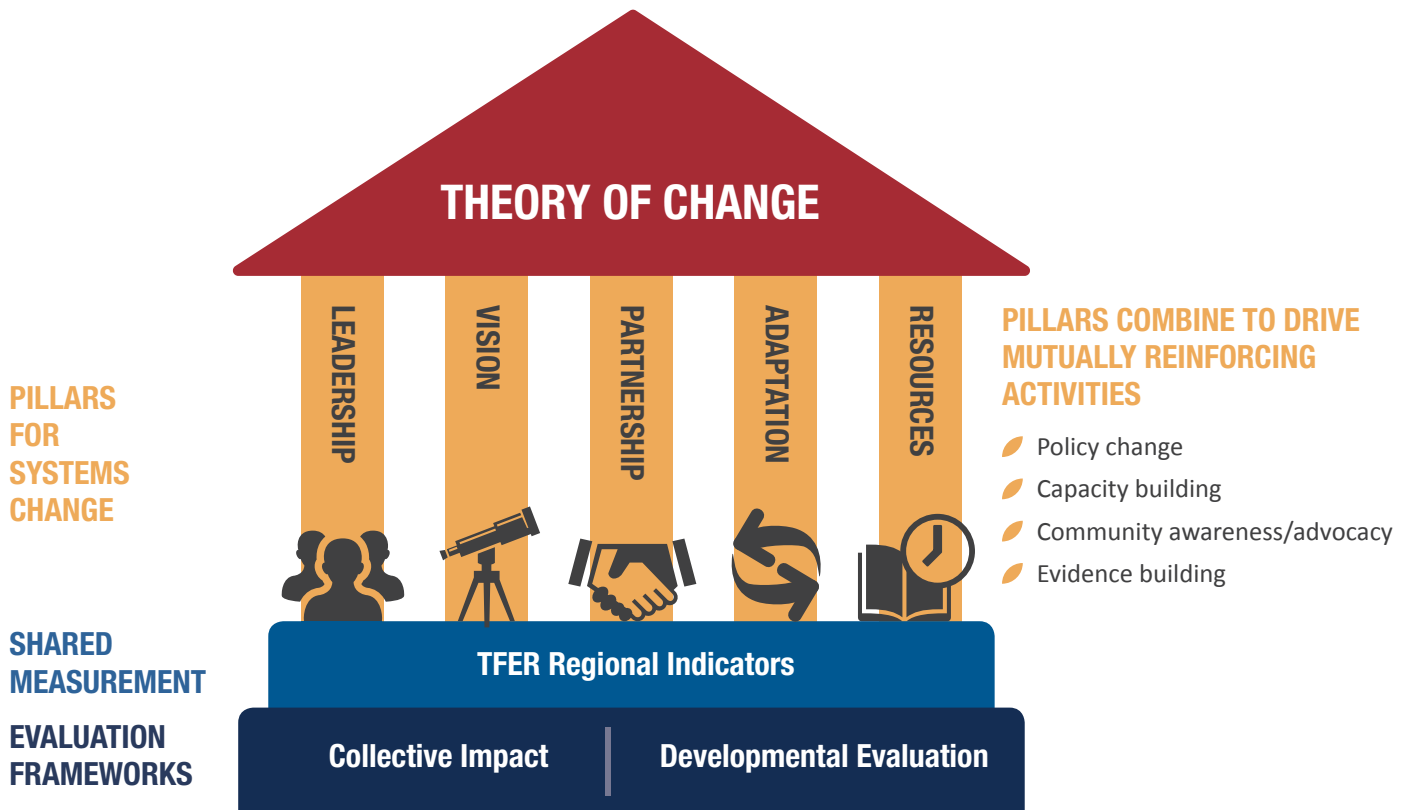 THEORY OF CHANGE
LEADERSHIP
VISION
PARTNERSHIP
ADAPTATION
RESOURCES
PILLARS
FOR
SYSTEMS
CHANGE
PILLARS COMBINE TO DRIVE
MUTUALLY REINFORCING
ACTIVITIES
Policy change
Capacity building
Community awareness/advocacy
Evidence building
SHARED
MEASUREMENT
TFER Regional Indicators
EVALUATION
FRAMEWORKS
Collective Impact
Developmental Evaluation